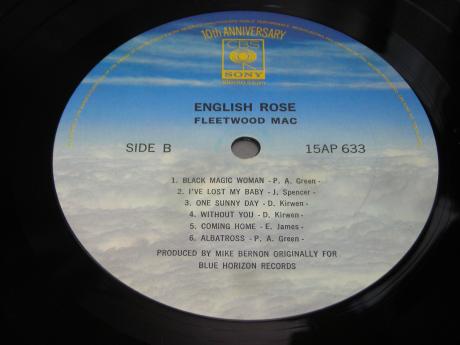 10th ANNIVERSARY
CBS
SONY
ENGLISH ROSE
FLEETWOOD MAC
SIDE B
15AP 633
1. BLACK MAGIC WOMAN - P. A. Green -
2. I'VE LOST MY BABY - J. Spencer -
3. ONE SUNNY DAY - D. Kirwen -
4. WITHOUT YOU - D. Kirwen -
5. COMING HOME - E. James -
6. ALBATROSS - P. A. Green -
PRODUCED BY MIKE BERNON ORIGINALLY FOR
BLUE HORIZON RECORDS